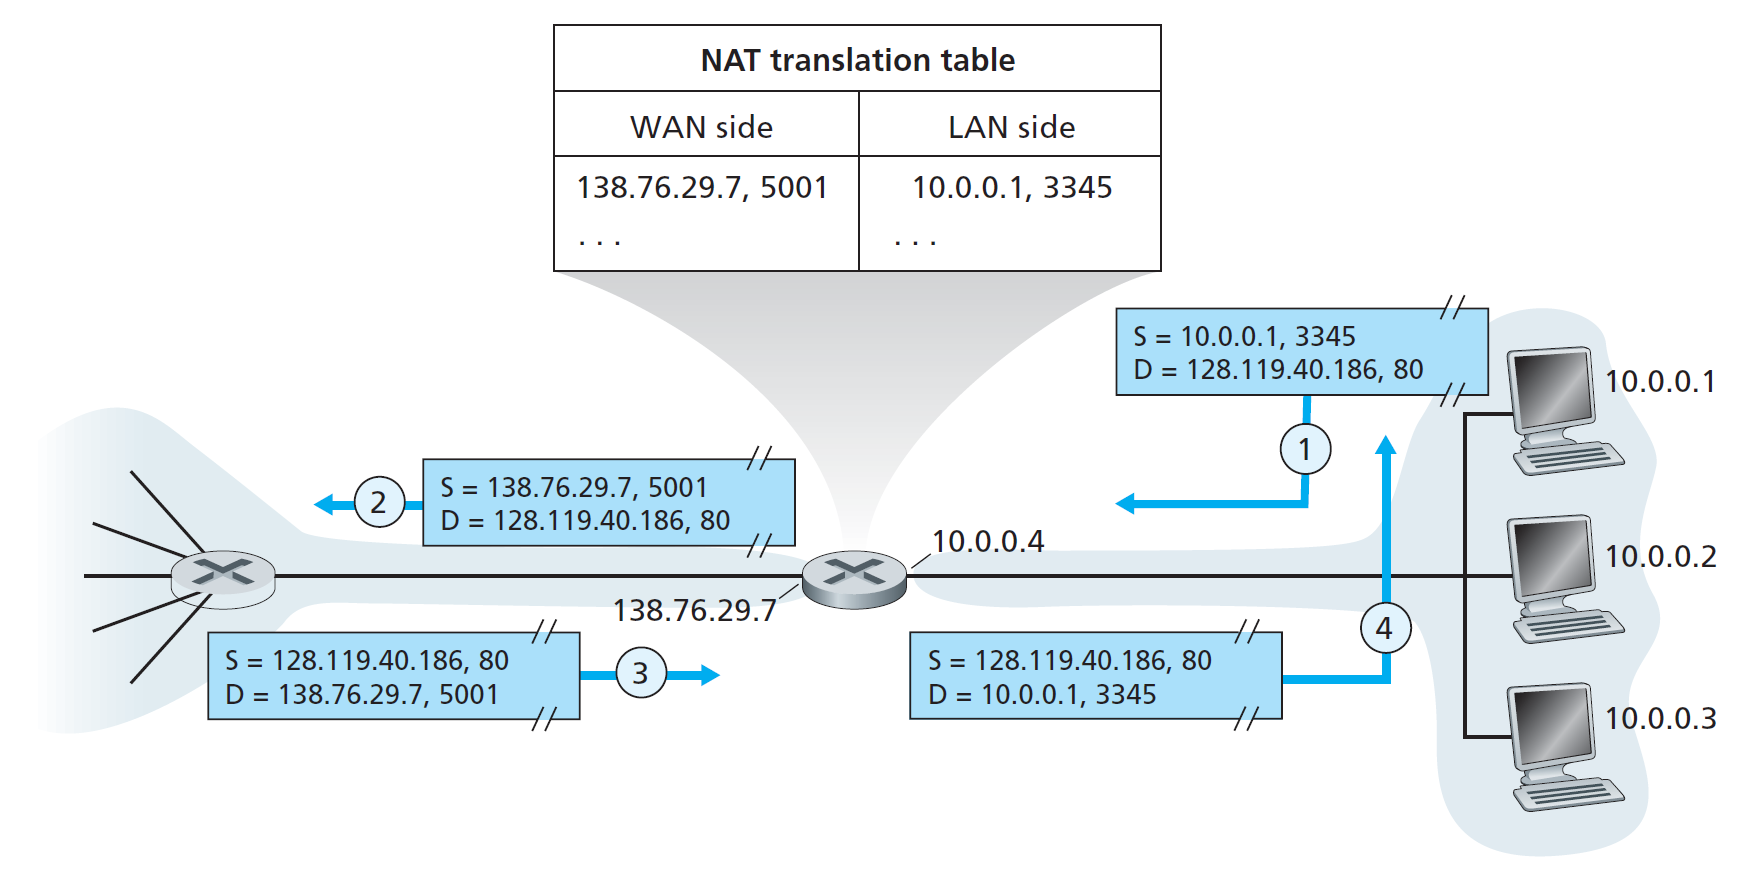 NAT translation table
WAN side
LAN side
138.76.29.7, 5001
10.0.0.1, 3345
. . .
. . .
S = 10.0.0.1, 3345
D = 128.119.40.186, 80
10.0.0.1
1
2
S = 138.76.29.7, 5001
D = 128.119.40.186, 80
10.0.0.4
10.0.0.2
138.76.29.7
4
S = 128.119.40.186, 80
D = 138.76.29.7, 5001
3
S = 128.119.40.186, 80
D = 10.0.0.1, 3345
10.0.0.3